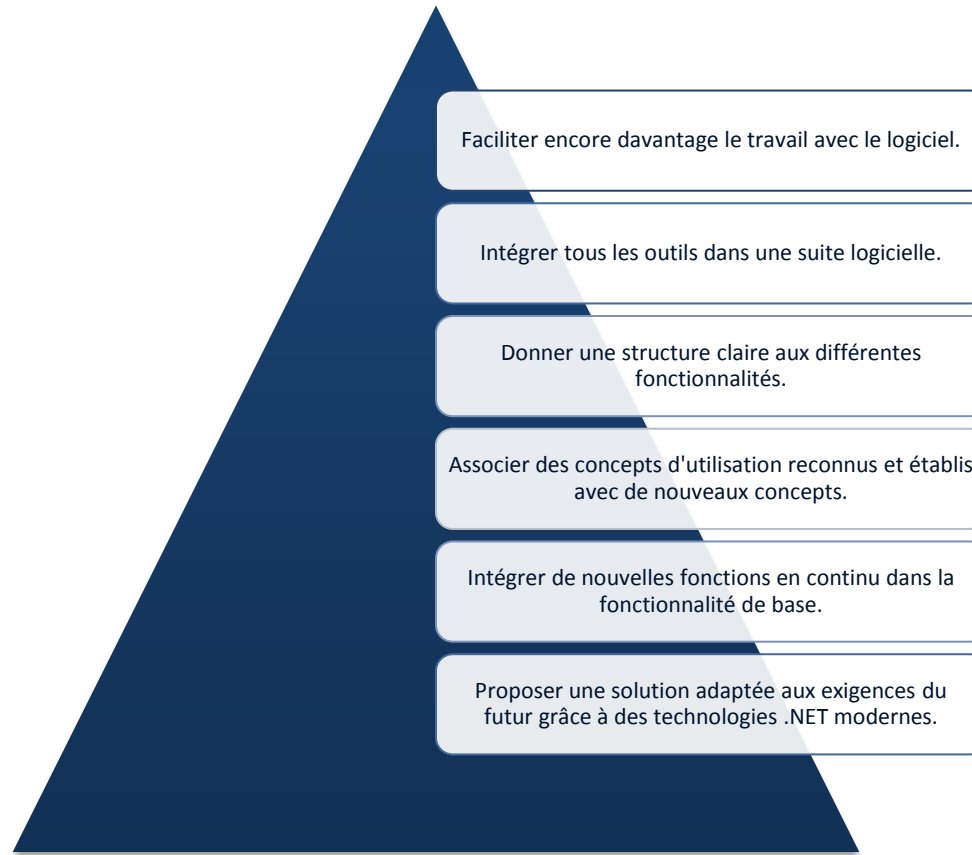 Faciliter encore davantage le travail avec le logiciel.
Intégrer tous les outils dans une suite logicielle.
Donner une structure claire aux différentes
fonctionnalités.
Associer des concepts d'utilisation reconnus et établis
avec de nouveaux concepts.
Intégrer de nouvelles fonctions en continu dans la
fonctionnalité de base.
Proposer une solution adaptée aux exigences du
futur grâce à des technologies .NET modernes.